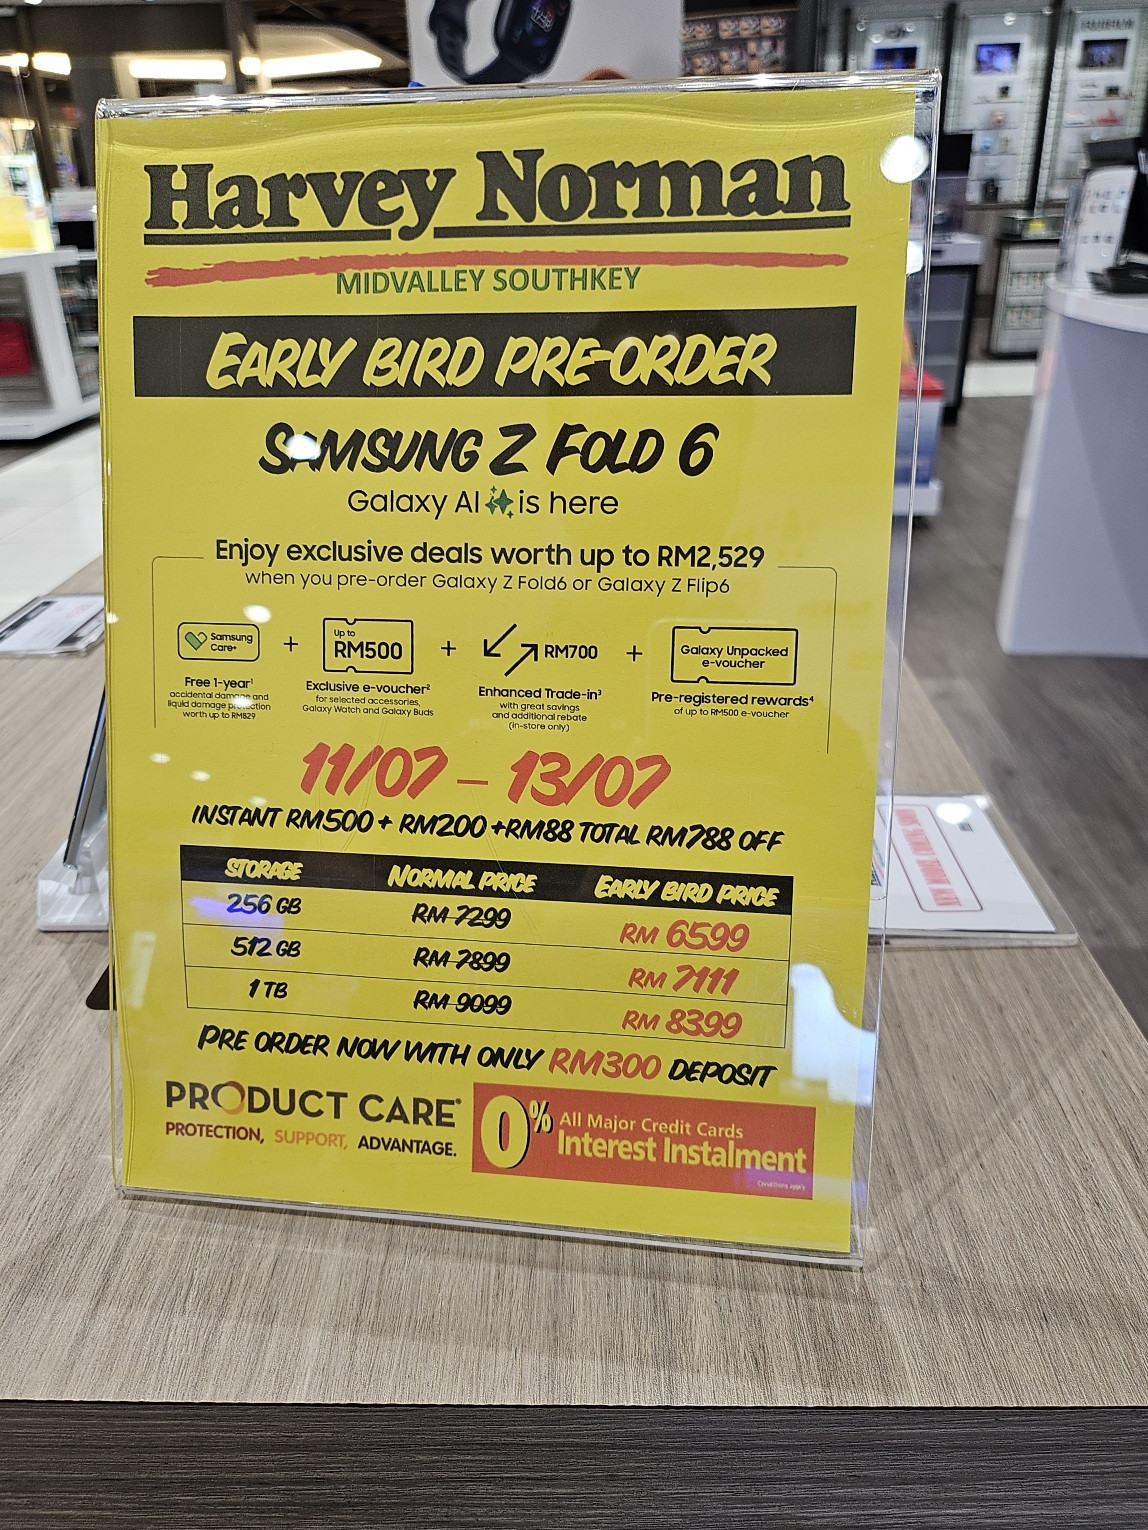 Harvey Norman
MIDVALLEY SOUTHKEY
EARLY BIRD PRE-ORDER
SAMSUNG Z FOLD 6
Galaxy AI is here
Enjoy exclusive deals worth up to RM2,529
when you pre-order Galaxy Z Fold6 or Galaxy Z Flip6
Samsung
Care+
+
Up to
RM500
+
RM700
+
Galaxy Unpacked
e-voucher
Free 1-year¹
accidental damage and
liquid damage protection
worth up to RM829
Exclusive e-voucher²
for selected accessories,
Galaxy Watch and Galaxy Buds
Enhanced Trade-in³
with great savings
and additional rebate
(in-store only)
Pre-registered rewards⁴
of up to RM500 e-voucher
11/07 – 13/07
INSTANT RM500 + RM200 +RM88 TOTAL RM788 OFF
STORAGE NORMAL PRICE EARLY BIRD PRICE
256 GB RM 7299 RM 6599
512 GB RM 7899 RM 7111
1 TB RM 9099 RM 8399
PRE ORDER NOW WITH ONLY RM300 DEPOSIT
PRODUCT CARE®
PROTECTION, SUPPORT, ADVANTAGE.
0% All Major Credit Cards
Interest Instalment
Conditions apply